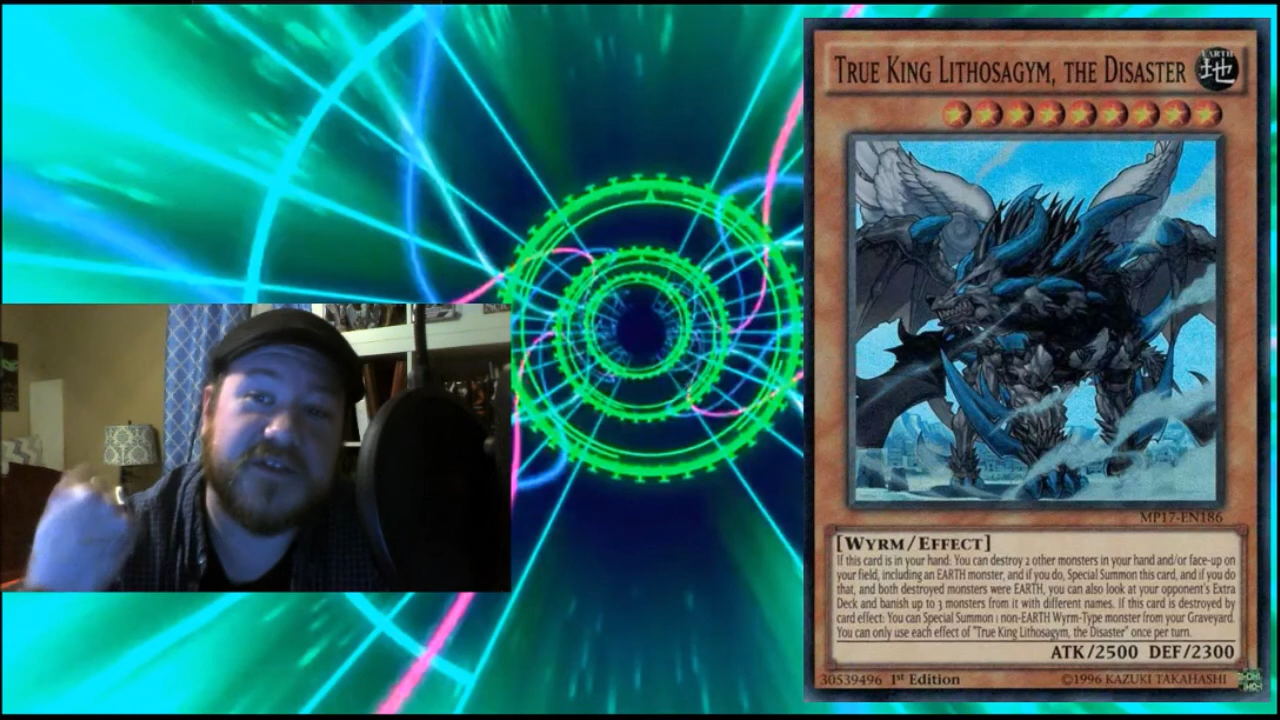 TRUE KING LITHOSAGYM, THE DISASTER
EARTH
地
MP17-EN186
[WYRM/EFFECT]
If this card is in your hand: You can destroy 2 other monsters in your hand and/or face-up on
your field, including an EARTH monster, and if you do, Special Summon this card, and if you do
that, and both destroyed monsters were EARTH, you can also look at your opponent's Extra
Deck and banish up to 3 monsters from it with different names. If this card is destroyed by
card effect: You can Special Summon 1 non-EARTH Wyrm-Type monster from your Graveyard.
You can only use each effect of "True King Lithosagym, the Disaster" once per turn.
ATK/2500 DEF/2300
30539496 1st Edition ©1996 KAZUKI TAKAHASHI